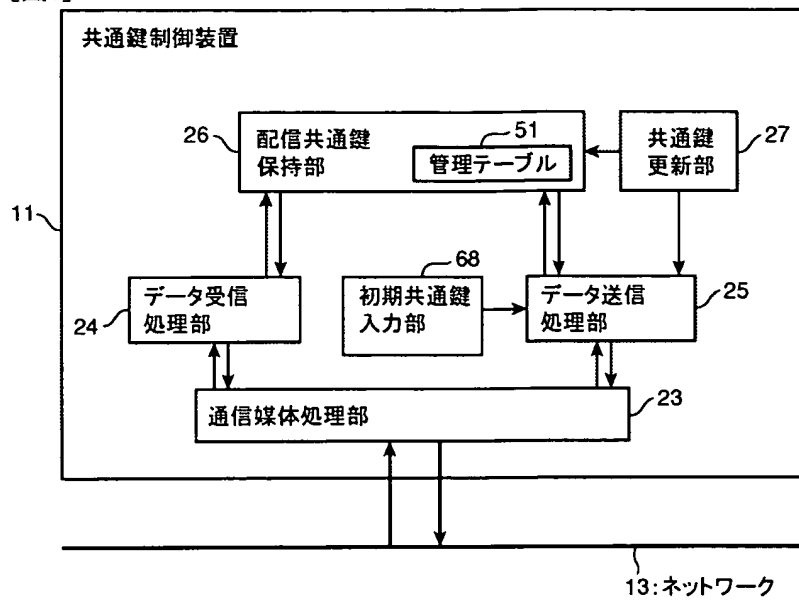 共通鍵制御装置
51
26
配信共通鍵
保持部
管理テーブル
共通鍵
更新部
27
11
68
24
データ受信
処理部
初期共通鍵
入力部
データ送信
処理部
25
通信媒体処理部
23
13:ネットワーク